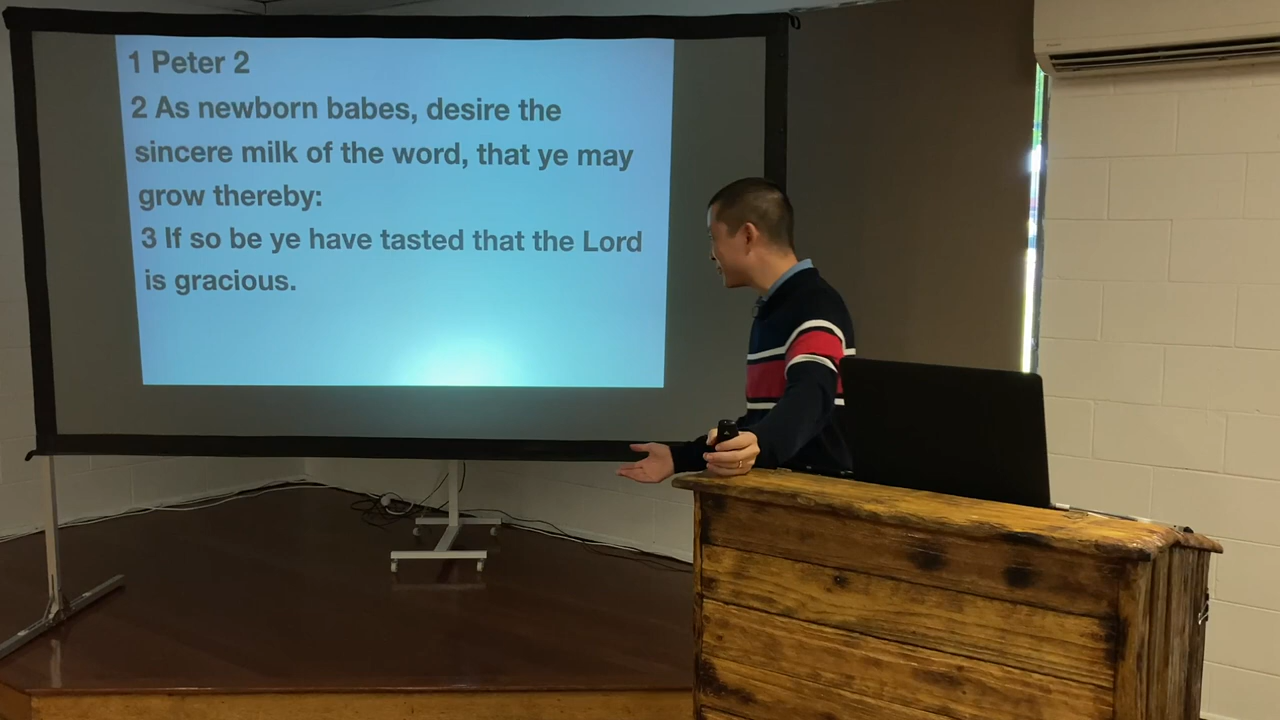 1 Peter 2
2 As newborn babes, desire the
sincere milk of the word, that ye may
grow thereby:
3 If so be ye have tasted that the Lord
is gracious.